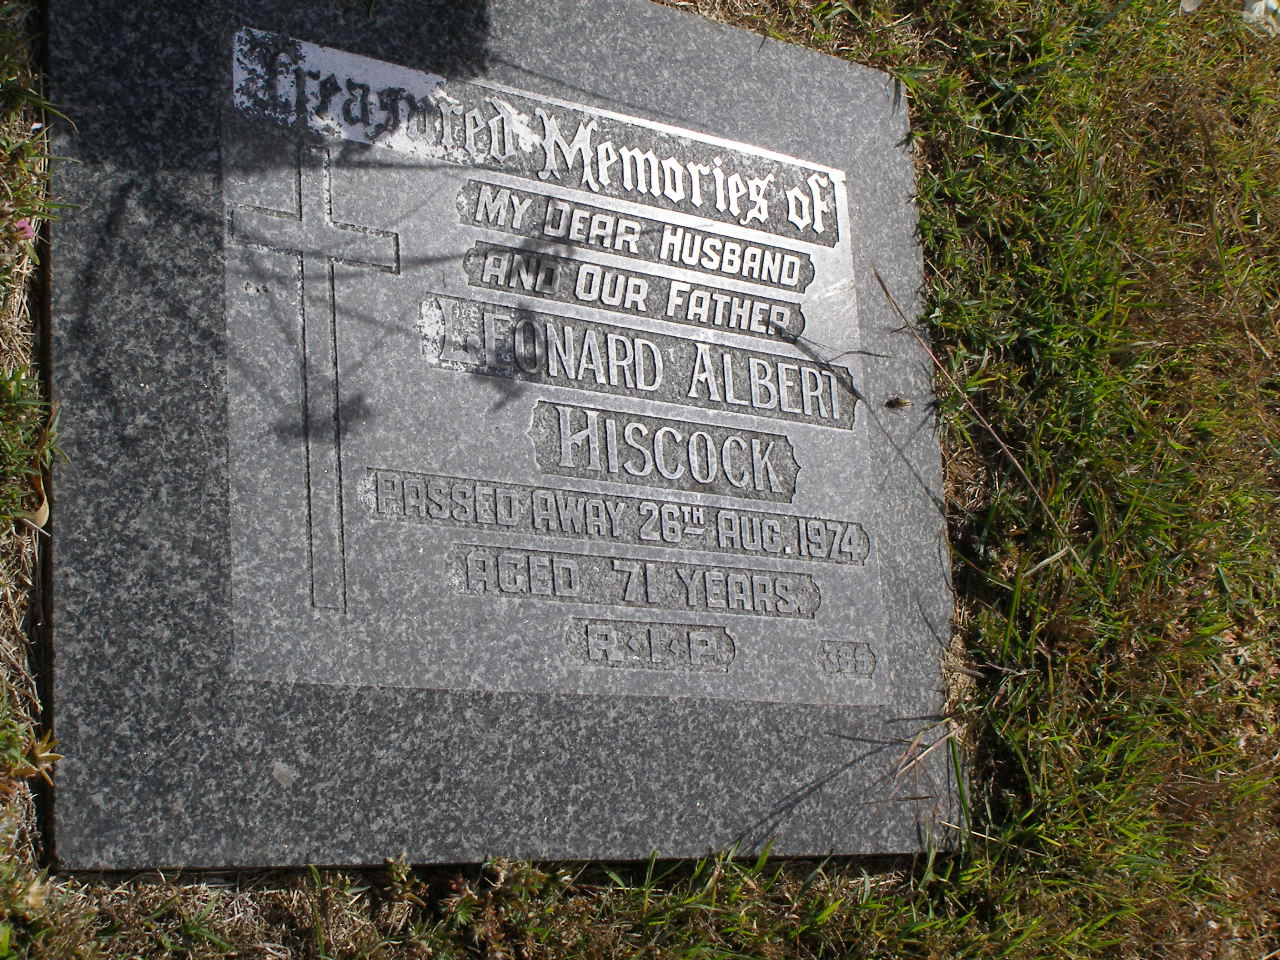 Treasured Memories of
MY DEAR HUSBAND
AND OUR FATHER
LEONARD ALBERT
HISCOCK
PASSED AWAY 26TH AUG. 1974
AGED 71 YEARS.
R.I.P.